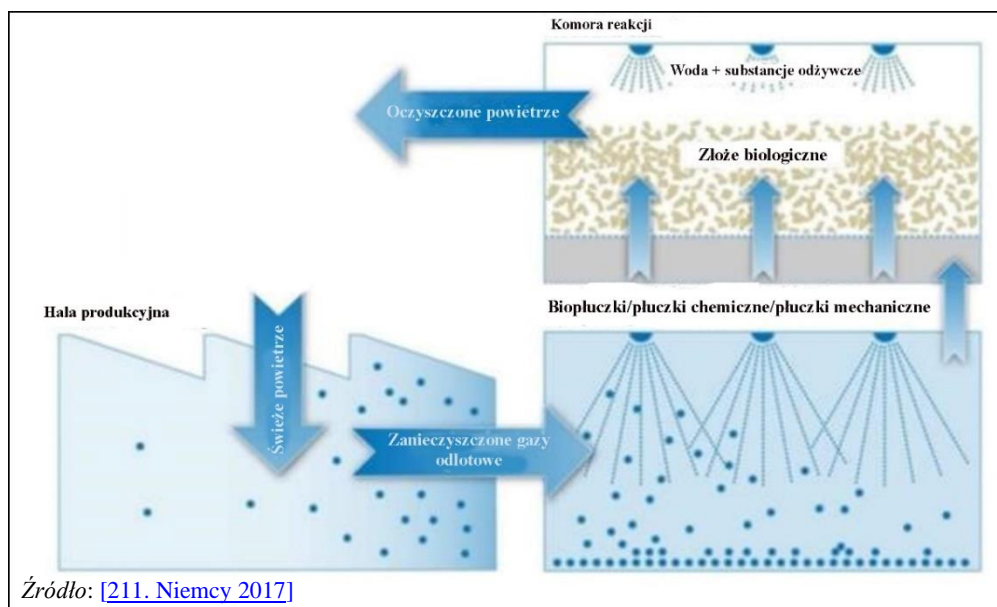 Komora reakcji
Woda + substancje odżywcze
Oczyszczone powietrze
Złoże biologiczne
Hala produkcyjna
Biopłuczki/płuczki chemiczne/płuczki mechaniczne
Świeże powietrze
Zanieczyszczone gazy
odlotowe
Źródło: [211. Niemcy 2017]